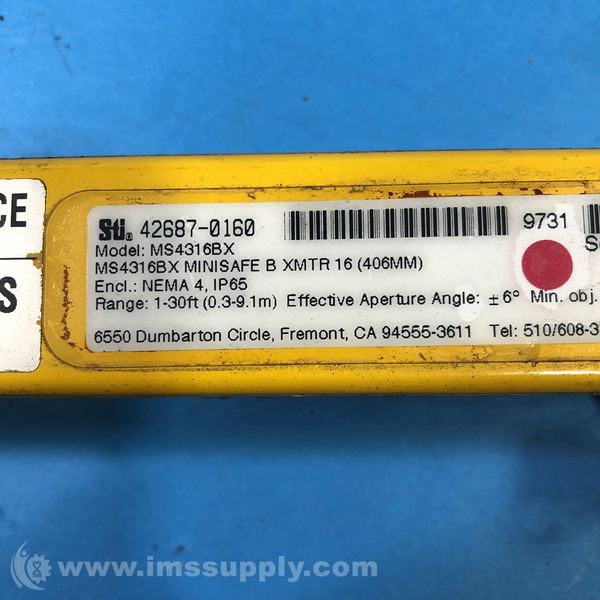 CE
S
STi 42687-0160 9731
Model: MS4316BX
MS4316BX MINISAFE B XMTR 16 (406MM)
Encl.: NEMA 4, IP65
Range: 1-30ft (0.3-9.1m) Effective Aperture Angle: ± 6° Min. obj.
6550 Dumbarton Circle, Fremont, CA 94555-3611 Tel: 510/608-3
www.imssupply.com